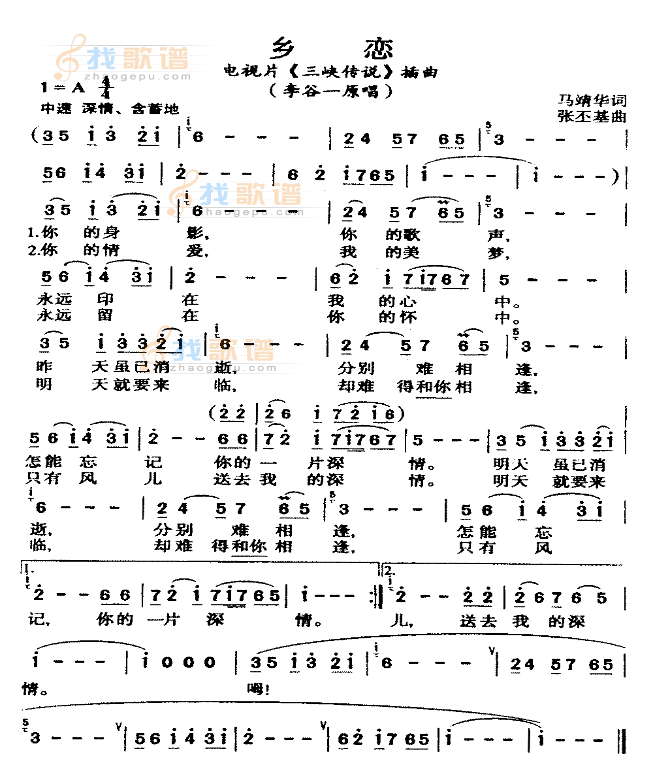 找歌谱
zhaogepu.com
乡 恋
电视片《三峡传说》插曲
(李谷一原唱)
1=A 4/4
中速 深情、含蓄地
马靖华词
张丕基曲
(35 i3 2i | 6 - - - | 24 57 65 | 3 - - -
56 i4 3i | 2 - - - | 6 2 i765 | i - - - | i - - - )
35 i3 2i | 6 - - - | 24 57 65 | 3 - - -
1.你 的身 影, 你 的歌 声,
2.你 的情 爱, 我 的美 梦,
56 i4 3i | 2 - - - | 62 i 7i767 | 5 - - -
永远 印 在 我 的心 中。
永远 留 在 你 的怀 中。
35 i332i | 6 - - - | 24 57 65 | 3 - - -
昨 天虽已消 逝, 分别 难相 逢,
明 天就要来 临, 却难 得和你相 逢,
(22 | 26 i 72 i6)
56 i4 3i | 2 - - 66 | 72 i 7i767 | 5 - - - | 35 i332i
怎能 忘 记 你的一 片深 情。 明天 虽已消
只有 风 儿 送去我 的深 情。 明天 就要来
6 - - - | 24 57 65 | 3 - - - | 56 i4 3i
逝, 分别 难相 逢, 怎能 忘
临, 却难 得和你相 逢, 只有 风
1. 2.
2 - - 66 | 72 i 7i765 | i - - - :| 2 - - 22 | 26765
记, 你的一片 深 情。 儿, 送去 我 的深
i - - - | i 0 0 0 | 35 i3 2i | 6 - - - | 24 57 65
情。 啊!
3 - - - | 56 i4 3i | 2 - - - | 62 i765 | i - - - | i - - - ||